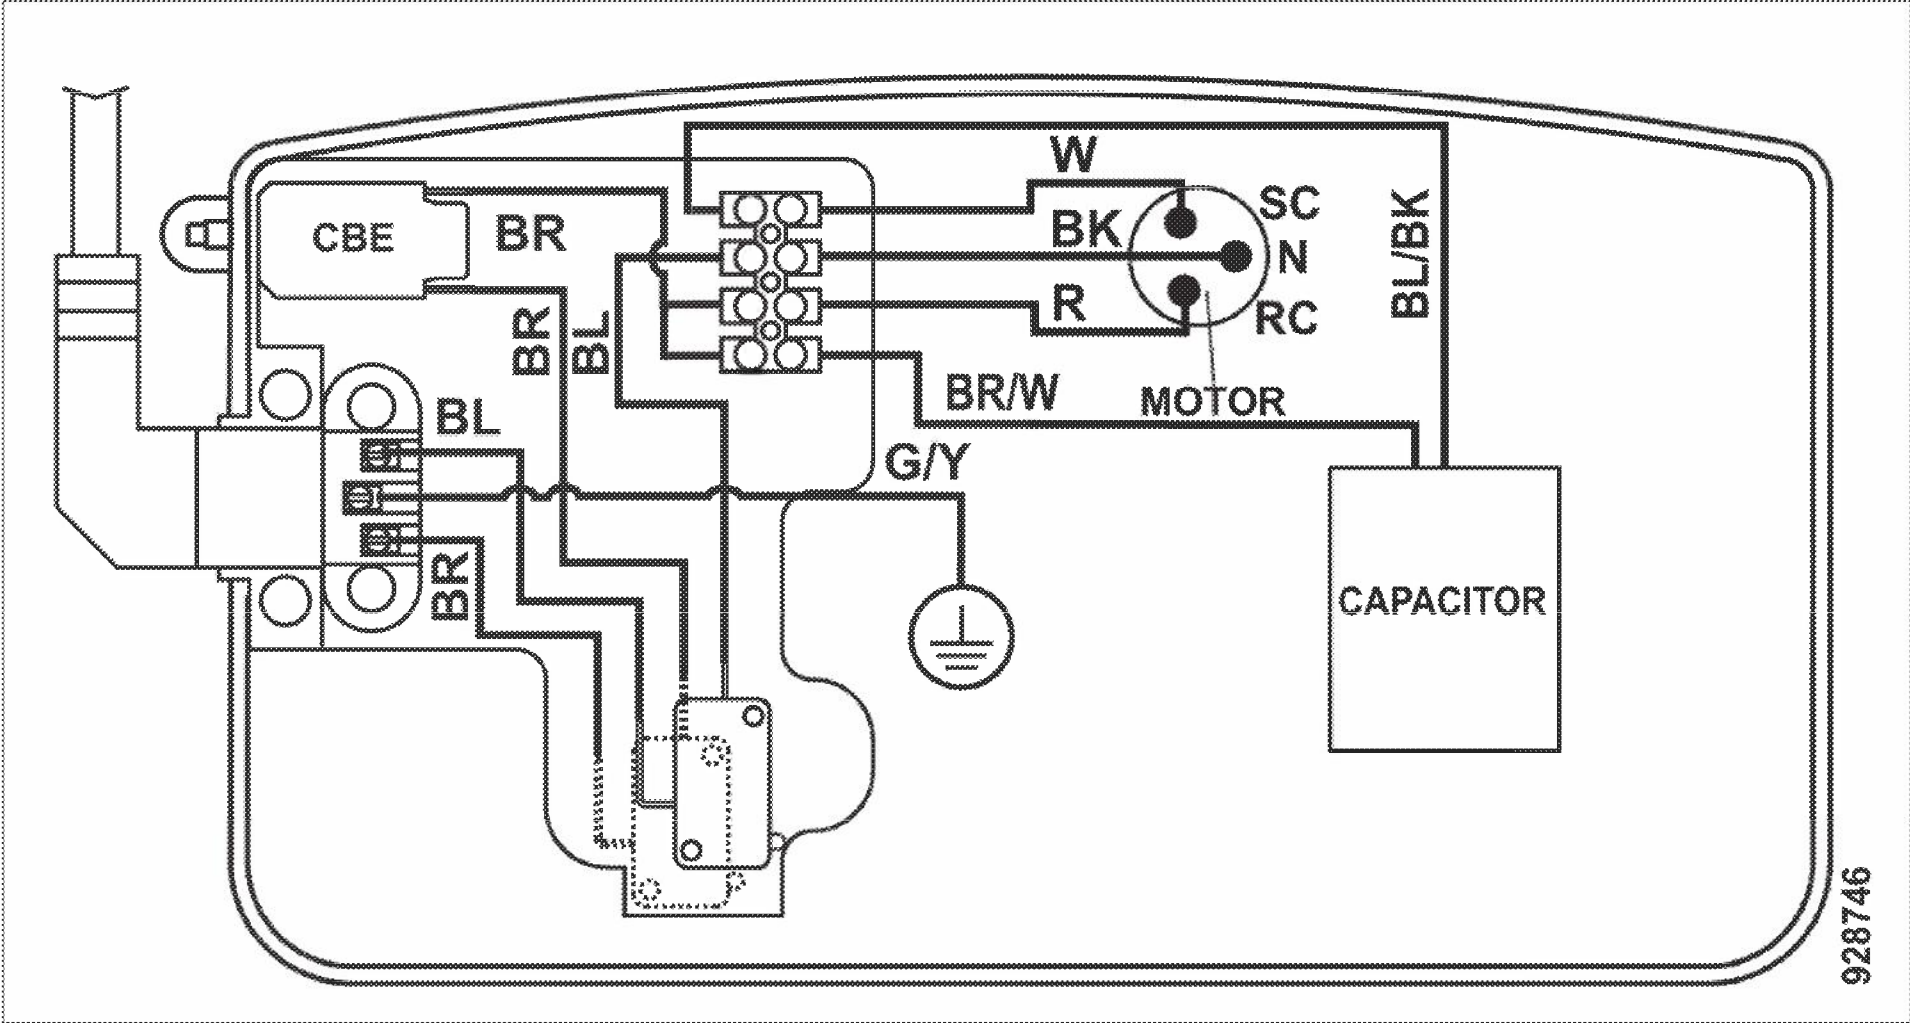 W
SC
CBE
BR
BK
N
BL/BK
R
RC
BR
BL
BR/W
MOTOR
BL
G/Y
BR
CAPACITOR
928746